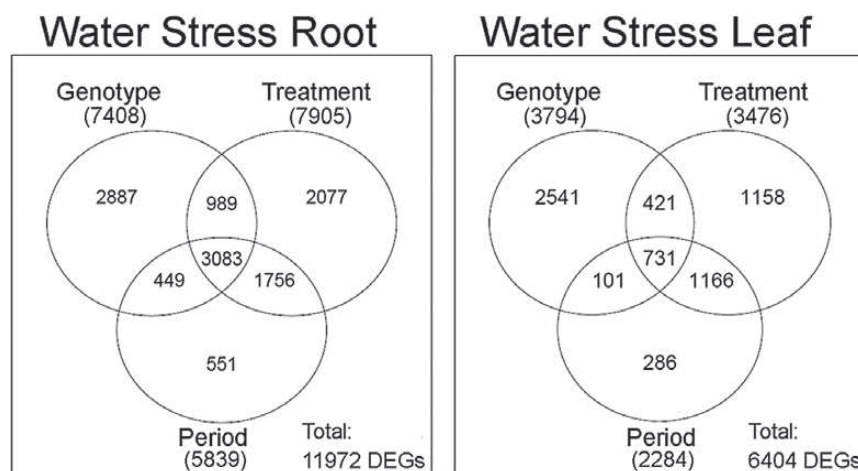 Water Stress Root
Genotype
(7408)
Treatment
(7905)
2887
989
2077
3083
449
1756
551
Period
(5839)
Total:
11972 DEGs
Water Stress Leaf
Genotype
(3794)
Treatment
(3476)
2541
421
1158
731
101
1166
286
Period
(2284)
Total:
6404 DEGs